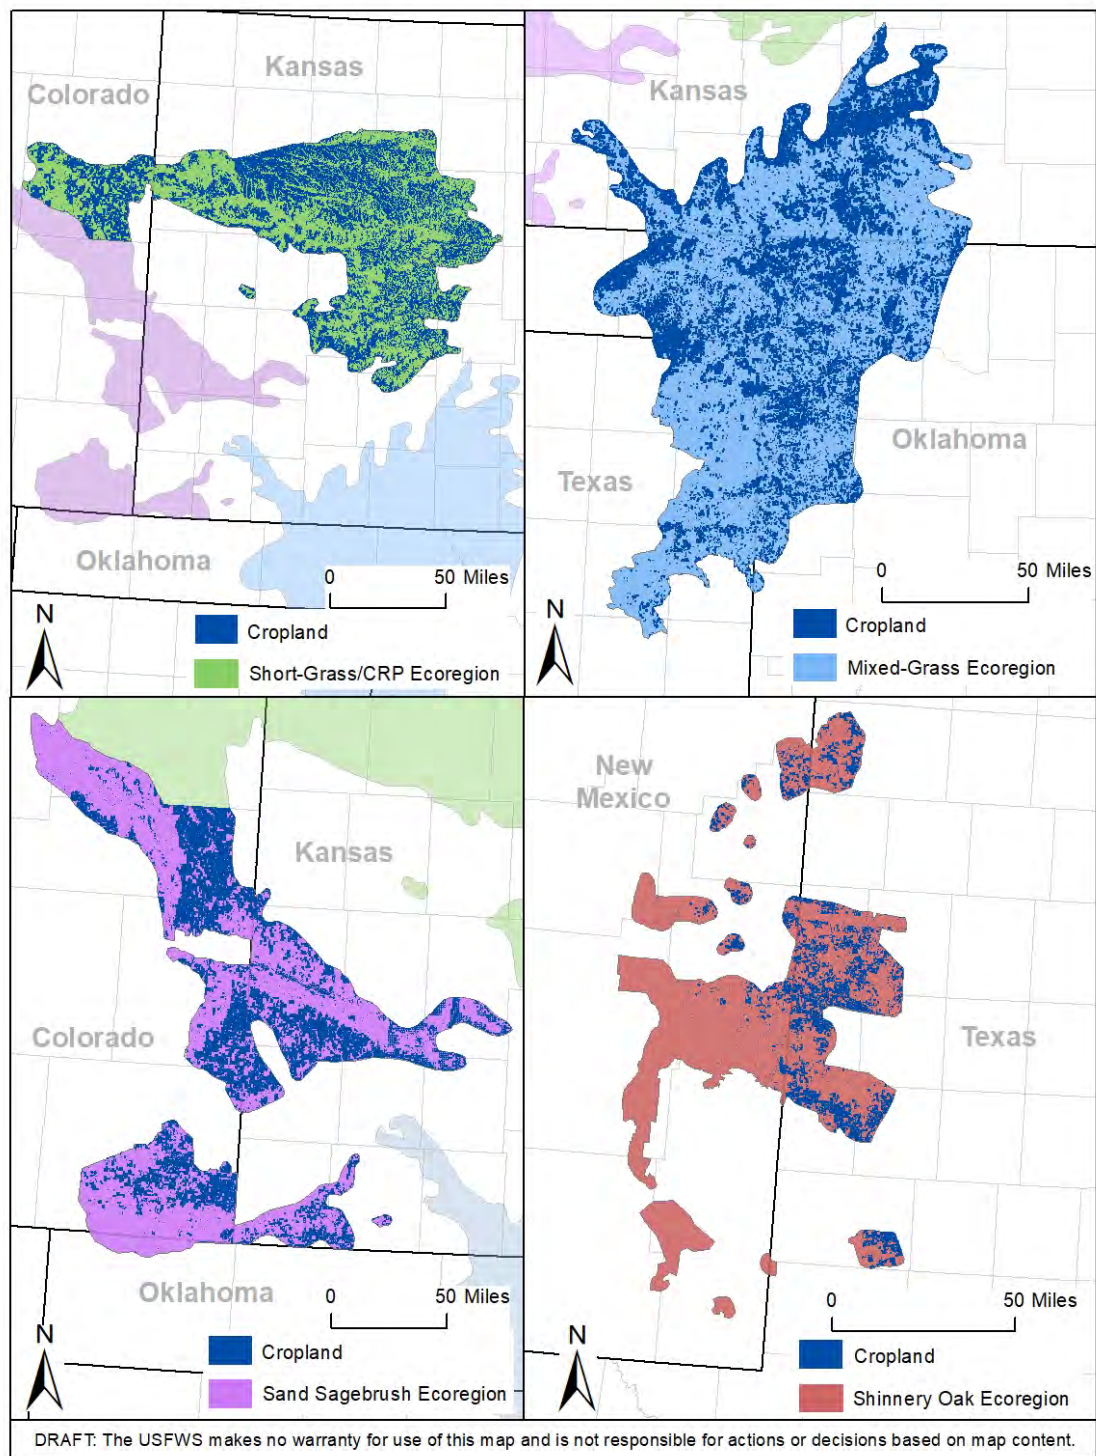 Kansas
Colorado
Oklahoma
0 50 Miles
N
Cropland
Short-Grass/CRP Ecoregion
Kansas
Oklahoma
Texas
0 50 Miles
N
Cropland
Mixed-Grass Ecoregion
Kansas
Colorado
Oklahoma
0 50 Miles
N
Cropland
Sand Sagebrush Ecoregion
New
Mexico
Texas
0 50 Miles
N
Cropland
Shinnery Oak Ecoregion
DRAFT: The USFWS makes no warranty for use of this map and is not responsible for actions or decisions based on map content.